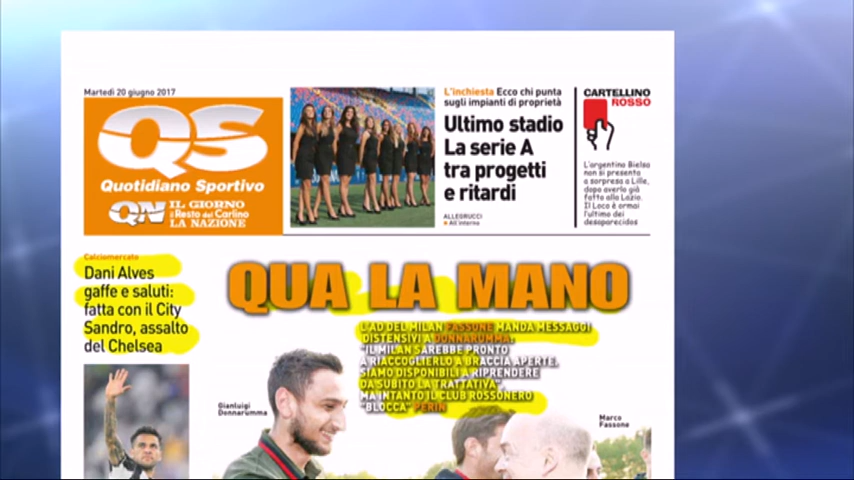 Martedì 20 giugno 2017
QS
Quotidiano Sportivo
QN IL GIORNO
il Resto del Carlino
LA NAZIONE
L'inchiesta Ecco chi punta
sugli impianti di proprietà
Ultimo stadio
La serie A
tra progetti
e ritardi
ALLEGRUCCI
All'interno
CARTELLINO
ROSSO
L'argentino Bielsa
non si presenta
a sorpresa a Lille,
dopo averlo già
fatto alla Lazio.
Il Loco è ormai
l'ultimo dei
desaparecidos
Calciomercato
Dani Alves
gaffe e saluti:
fatta con il City
Sandro, assalto
del Chelsea
QUA LA MANO
L'AD DEL MILAN FASSONE MANDA MESSAGGI
DISTENSIVI A DONNARUMMA:
"IL MILAN SAREBBE PRONTO
A RIACCOGLIERLO A BRACCIA APERTE.
SIAMO DISPONIBILI A RIPRENDERE
DA SUBITO LA TRATTATIVA",
MA INTANTO IL CLUB ROSSONERO
"BLOCCA" PERIN
Gianluigi
Donnarumma
Marco
Fassone